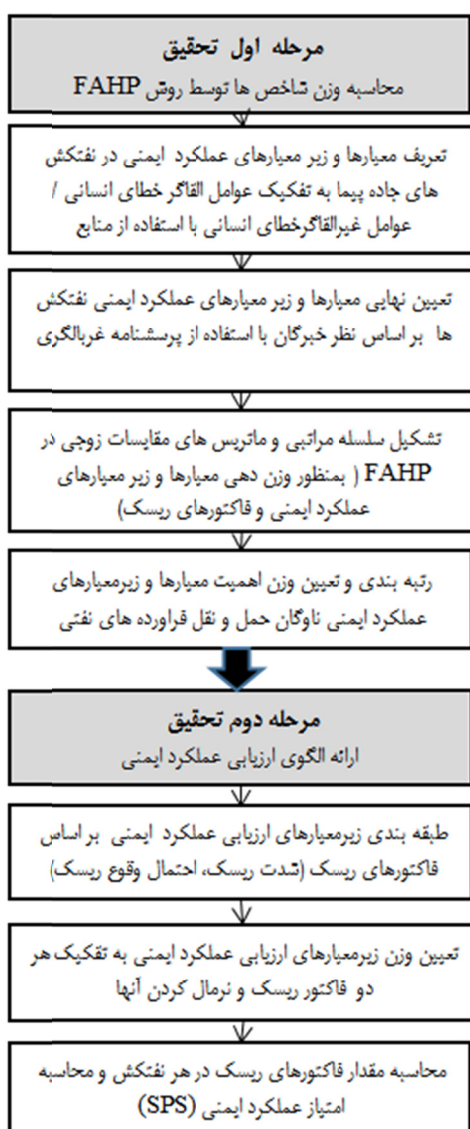 مرحله اول تحقیق
محاسبه وزن شاخص ها توسط روش FAHP
تعریف معیارها و زیر معیارهای عملکرد ایمنی در نفتکش
های جاده پیما به تفکیک عوامل القاگر خطای انسانی /
عوامل غیرالقاگرخطای انسانی با استفاده از منابع
تعیین نهایی معیارها و زیر معیارهای عملکرد ایمنی نفتکش
ها بر اساس نظر خبرگان با استفاده از پرسشنامه غربالگری
تشکیل سلسله مراتبی و ماتریس های مقایسات زوجی در
FAHP ( بمنظور وزن دهی معیارها و زیر معیارهای
عملکرد ایمنی و فاکتورهای ریسک)
رتبه بندی و تعیین وزن اهمیت معیارها و زیرمعیارهای
عملکرد ایمنی ناوگان حمل و نقل فراورده های نفتی
مرحله دوم تحقیق
ارائه الگوی ارزیابی عملکرد ایمنی
طبقه بندی زیرمعیارهای ارزیابی عملکرد ایمنی بر اساس
فاکتورهای ریسک (شدت ریسک، احتمال وقوع ریسک)
تعیین وزن زیرمعیارهای ارزیابی عملکرد ایمنی به تفکیک هر
دو فاکتور ریسک و نرمال کردن آنها
محاسبه مقدار فاکتورهای ریسک در هر نفتکش و محاسبه
امتیاز عملکرد ایمنی (SPS)